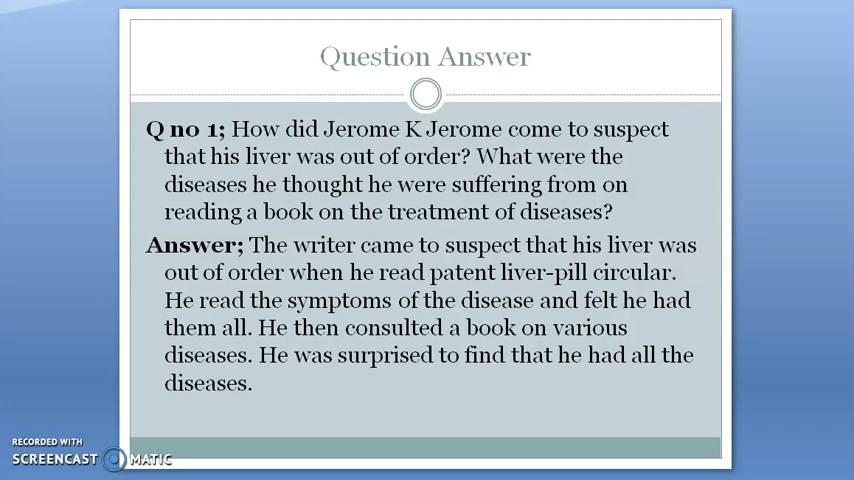 Question Answer
Q no 1; How did Jerome K Jerome come to suspect
that his liver was out of order? What were the
diseases he thought he were suffering from on
reading a book on the treatment of diseases?
Answer; The writer came to suspect that his liver was
out of order when he read patent liver-pill circular.
He read the symptoms of the disease and felt he had
them all. He then consulted a book on various
diseases. He was surprised to find that he had all the
diseases.
RECORDED WITH
SCREENCAST MATIC